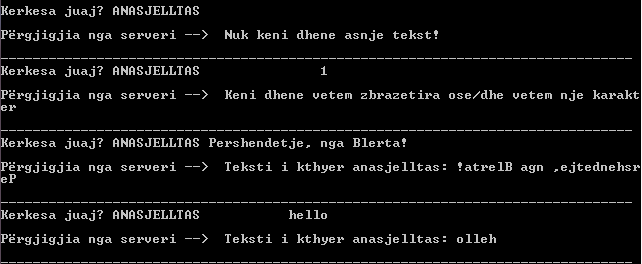 Kerkesa juaj? ANASJELLTAS
Përgjigjia nga serveri -->  Nuk keni dhene asnje tekst!
Kerkesa juaj? ANASJELLTAS               1
Përgjigjia nga serveri -->  Keni dhene vetem zbrazetira ose/dhe vetem nje karakt
er
Kerkesa juaj? ANASJELLTAS Pershendetje, nga Blerta!
Përgjigjia nga serveri -->  Teksti i kthyer anasjelltas: !atrelB agn ,ejtednehsr
eP
Kerkesa juaj? ANASJELLTAS           hello
Përgjigjia nga serveri -->  Teksti i kthyer anasjelltas: olleh